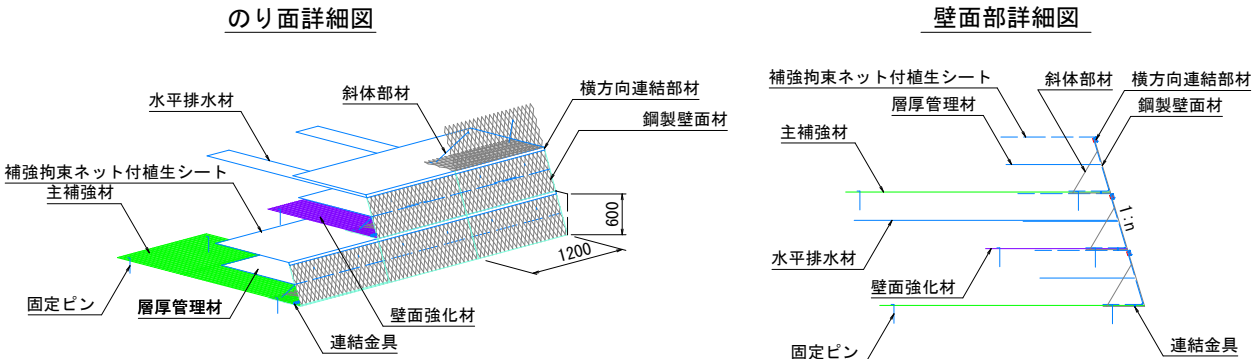 のり面詳細図
水平排水材
斜体部材
横方向連結部材
鋼製壁面材
補強拘束ネット付植生シート
主補強材
600
1200
固定ピン
層厚管理材
壁面強化材
連結金具
壁面部詳細図
補強拘束ネット付植生シート
斜体部材
横方向連結部材
層厚管理材
鋼製壁面材
主補強材
1:n
水平排水材
壁面強化材
固定ピン
連結金具